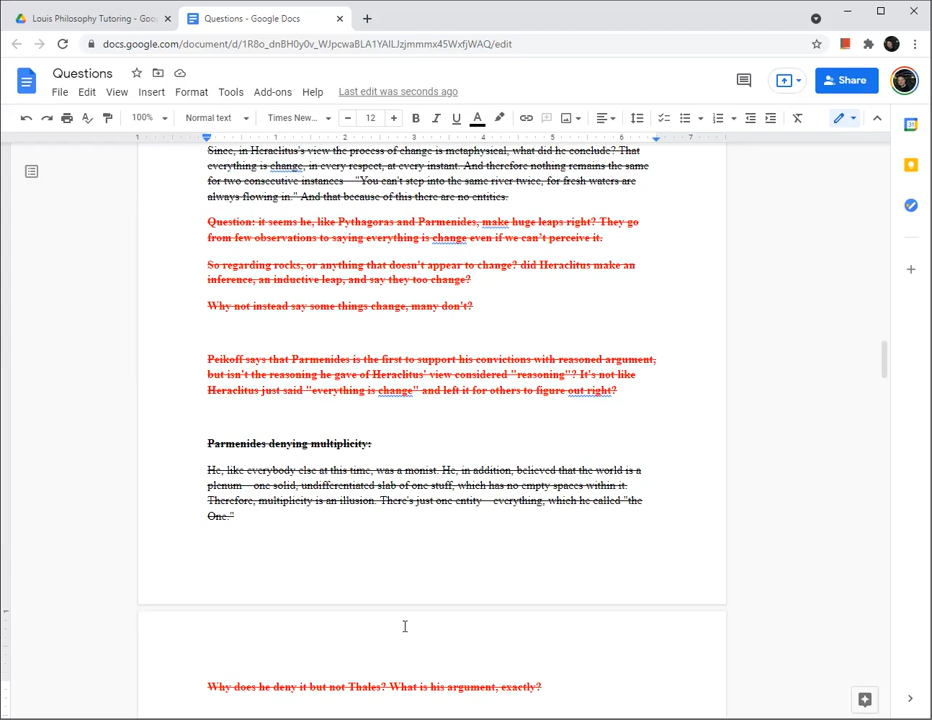 Louis Philosophy Tutoring - Goo
Questions - Google Docs
docs.google.com/document/d/1R8o_dnBH0y0v_WJpcwaBLA1YAILJzjmmmx45WxfjWAQ/edit
Questions
File Edit View Insert Format Tools Add-ons Help Last edit was seconds ago
Share
100% Normal text Times New... 12 B I U A
1 1 2 3 4 5 6 7
Since, in Heraclitus's view the process of change is metaphysical, what did he conclude? That
everything is change, in every respect, at every instant. And therefore nothing remains the same
for two consecutive instances – "You can't step into the same river twice, for fresh waters are
always flowing in." And that because of this there are no entities.
Question: it seems he, like Pythagoras and Parmenides, make huge leaps right? They go
from few observations to saying everything is change even if we can't perceive it.
So regarding rocks, or anything that doesn't appear to change? did Heraclitus make an
inference, an inductive leap, and say they too change?
Why not instead say some things change, many don't?
Peikoff says that Parmenides is the first to support his convictions with reasoned argument,
but isn't the reasoning he gave of Heraclitus' view considered "reasoning"? It's not like
Heraclitus just said "everything is change" and left it for others to figure out right?
Parmenides denying multiplicity:
He, like everybody else at this time, was a monist. He, in addition, believed that the world is a
plenum – one solid, undifferentiated slab of one stuff, which has no empty spaces within it.
Therefore, multiplicity is an illusion. There's just one entity – everything, which he called "the
One."
Why does he deny it but not Thales? What is his argument, exactly?